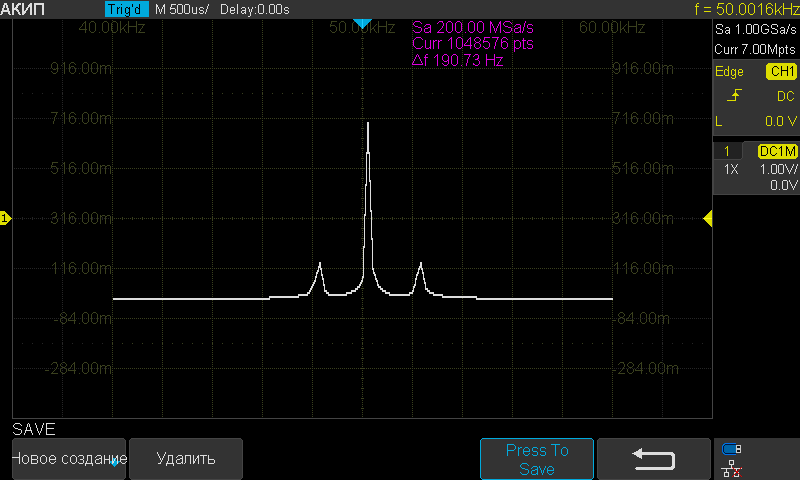 АКИП Trig'd M 500us/ Delay:0.00s f = 50.0016kHz
40.00kHz 50.00kHz 60.00kHz
Sa 200.00 MSa/s
Curr 1048576 pts
Δf 190.73 Hz
Sa 1.00GSa/s
Curr 7.00Mpts
Edge CH1
DC
L 0.0 V
1 DC1M
1X 1.00V/
0.0V
916.00m 916.00m
716.00m 716.00m
516.00m 516.00m
1 316.00m 316.00m
116.00m 116.00m
-84.00m -84.00m
-284.00m -284.00m
SAVE
Новое создание Удалить Press To
Save